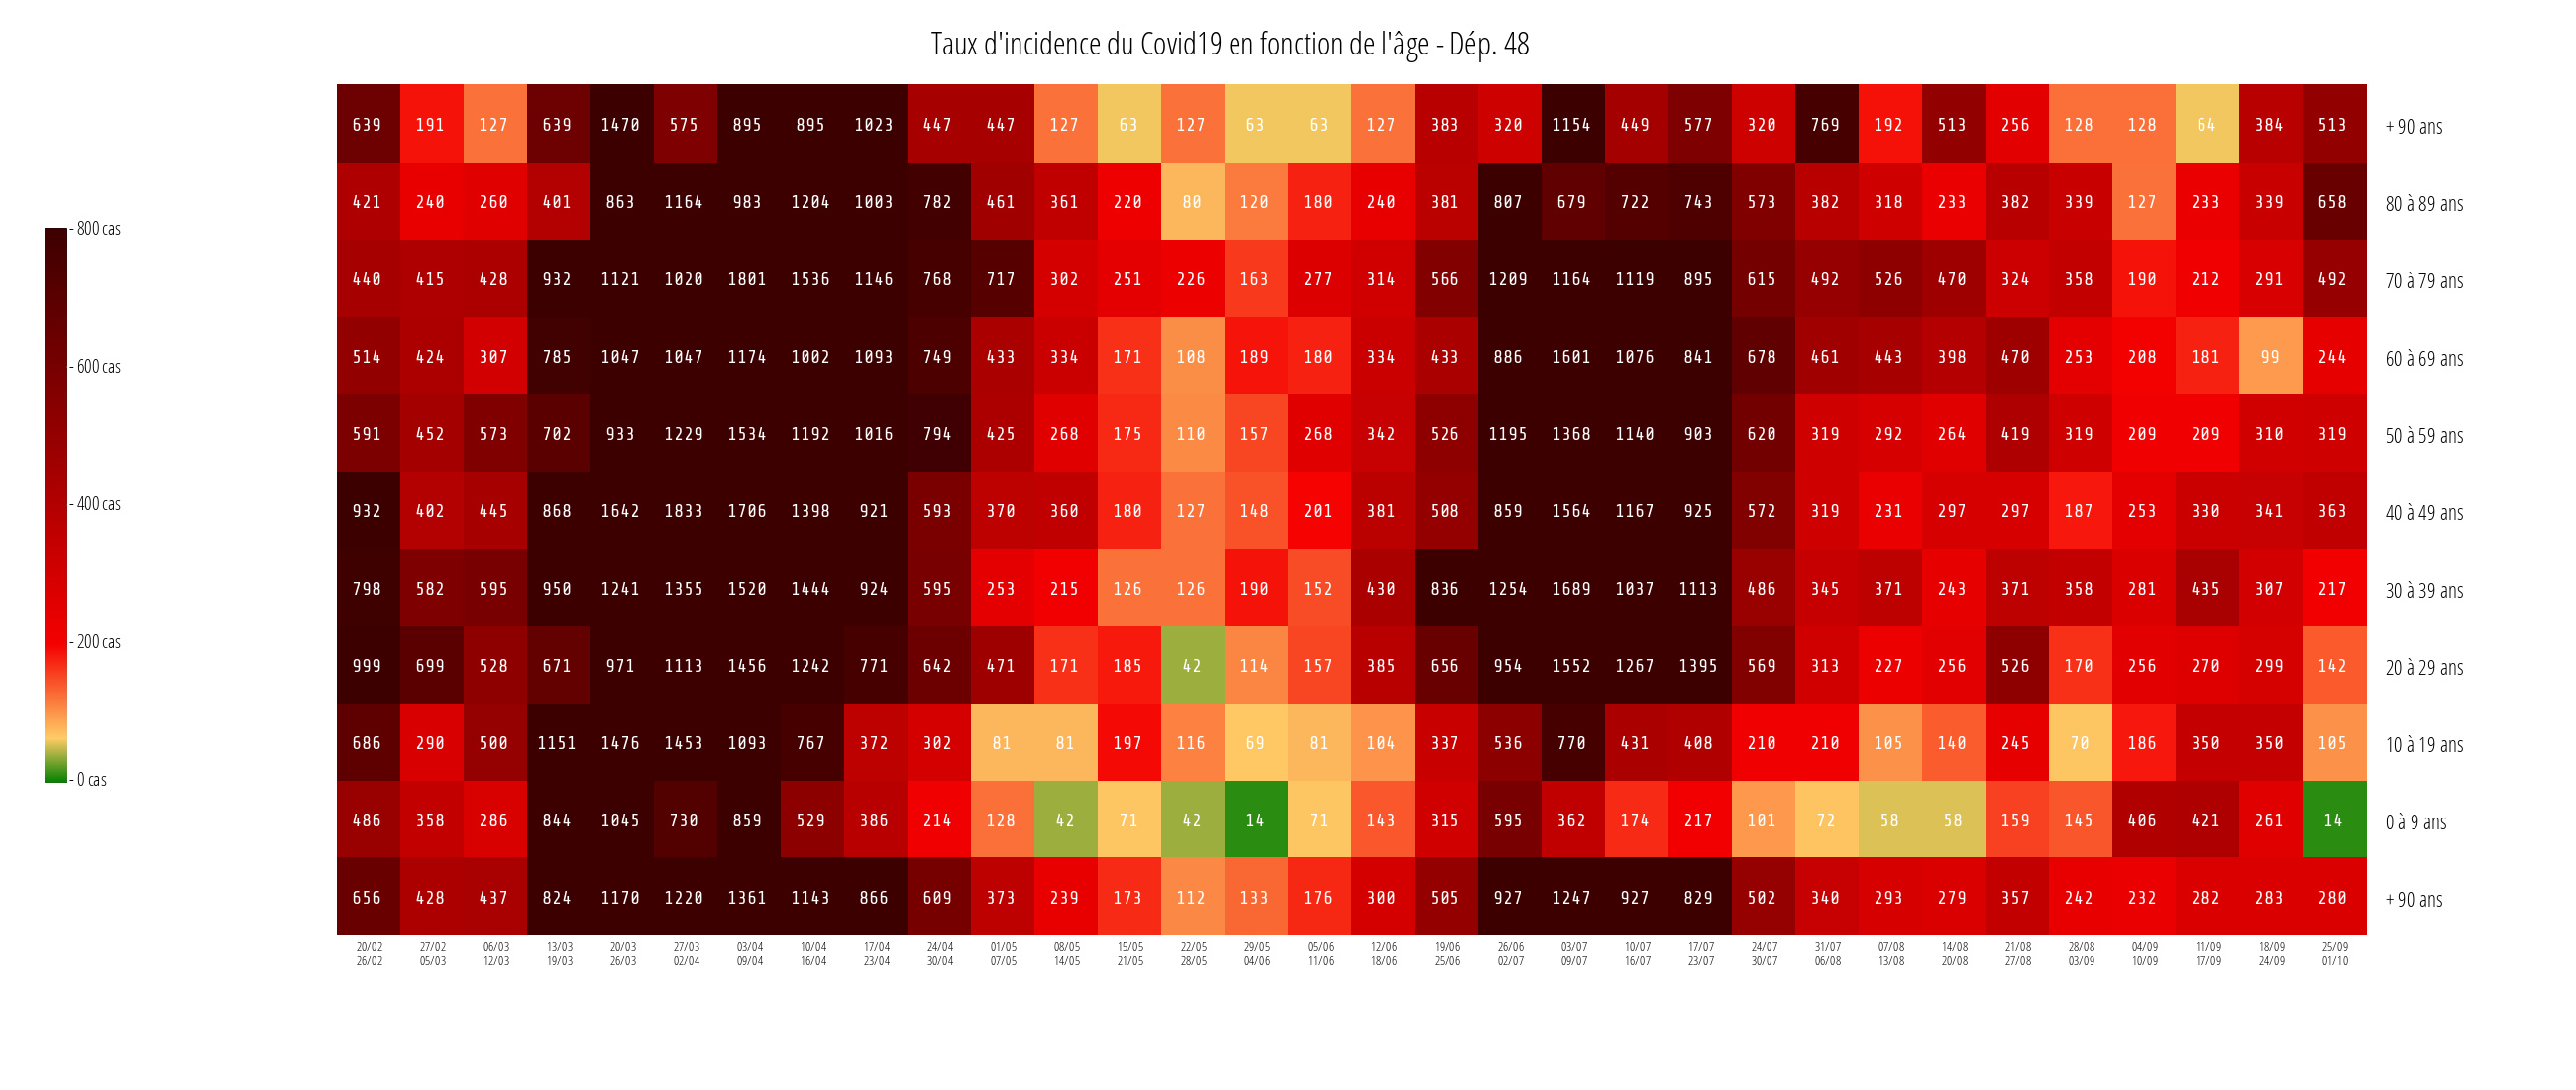 Taux d'incidence du Covid19 en fonction de l'âge - Dép. 48
- 800 cas
- 600 cas
- 400 cas
- 200 cas
- 0 cas
639 191 127 639 1470 575 895 895 1023 447 447 127 63 127 63 63 127 383 320 1154 449 577 320 769 192 513 256 128 128 64 384 513 + 90 ans
421 240 260 401 863 1164 983 1204 1003 782 461 361 220 80 120 180 240 381 807 679 722 743 573 382 318 233 382 339 127 233 339 658 80 à 89 ans
440 415 428 932 1121 1020 1801 1536 1146 768 717 302 251 226 163 277 314 566 1209 1164 1119 895 615 492 526 470 324 358 190 212 291 492 70 à 79 ans
514 424 307 785 1047 1047 1174 1002 1093 749 433 334 171 108 189 180 334 433 886 1601 1076 841 678 461 443 398 470 253 208 181 99 244 60 à 69 ans
591 452 573 702 933 1229 1534 1192 1016 794 425 268 175 110 157 268 342 526 1195 1368 1140 903 620 319 292 264 419 319 209 209 310 319 50 à 59 ans
932 402 445 868 1642 1833 1706 1398 921 593 370 360 180 127 148 201 381 508 859 1564 1167 925 572 319 231 297 297 187 253 330 341 363 40 à 49 ans
798 582 595 950 1241 1355 1520 1444 924 595 253 215 126 126 190 152 430 836 1254 1689 1037 1113 486 345 371 243 371 358 281 435 307 217 30 à 39 ans
999 699 528 671 971 1113 1456 1242 771 642 471 171 185 42 114 157 385 656 954 1552 1267 1395 569 313 227 256 526 170 256 270 299 142 20 à 29 ans
686 290 500 1151 1476 1453 1093 767 372 302 81 81 197 116 69 81 104 337 536 770 431 408 210 210 105 140 245 70 186 350 350 105 10 à 19 ans
486 358 286 844 1045 730 859 529 386 214 128 42 71 42 14 71 143 315 595 362 174 217 101 72 58 58 159 145 406 421 261 14 0 à 9 ans
656 428 437 824 1170 1220 1361 1143 866 609 373 239 173 112 133 176 300 505 927 1247 927 829 502 340 293 279 357 242 232 282 283 280 + 90 ans
20/02 27/02 06/03 13/03 20/03 27/03 03/04 10/04 17/04 24/04 01/05 08/05 15/05 22/05 29/05 05/06 12/06 19/06 26/06 03/07 10/07 17/07 24/07 31/07 07/08 14/08 21/08 28/08 04/09 11/09 18/09 25/09
26/02 05/03 12/03 19/03 26/03 02/04 09/04 16/04 23/04 30/04 07/05 14/05 21/05 28/05 04/06 11/06 18/06 25/06 02/07 09/07 16/07 23/07 30/07 06/08 13/08 20/08 27/08 03/09 10/09 17/09 24/09 01/10